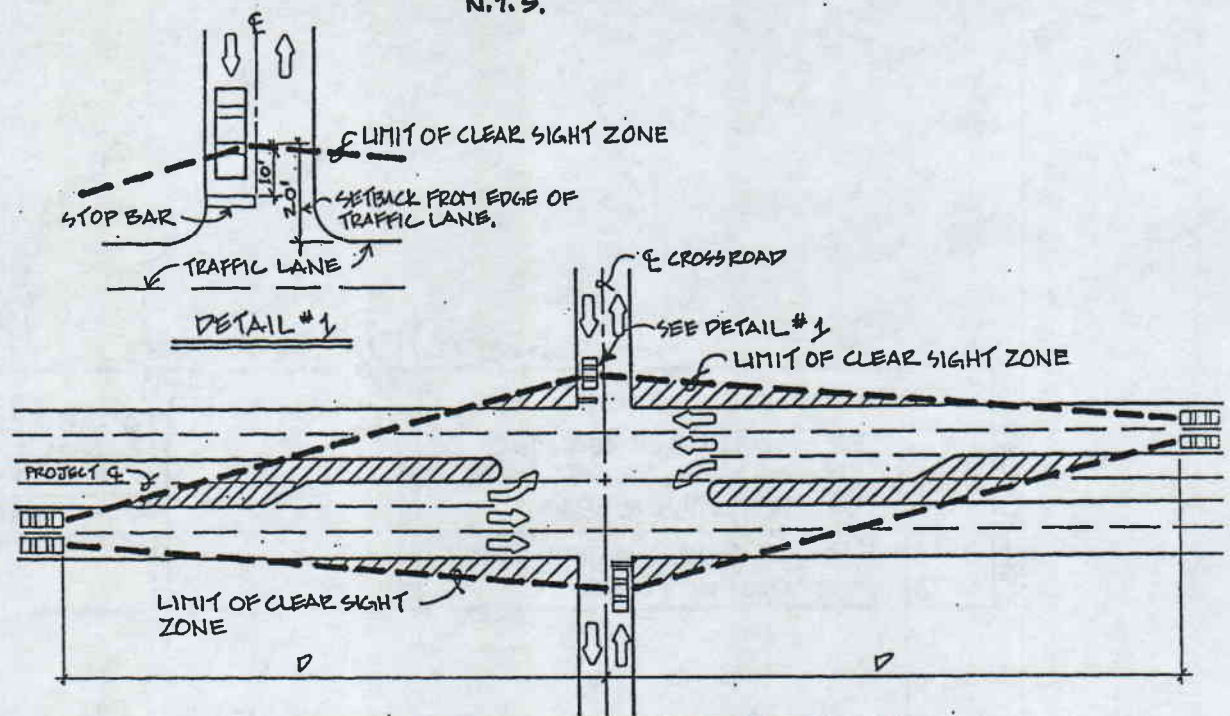 N.T.S.
℄
LIMIT OF CLEAR SIGHT ZONE
10'
20'
STOP BAR
SETBACK FROM EDGE OF
TRAFFIC LANE.
TRAFFIC LANE
DETAIL #1
℄ CROSSROAD
SEE DETAIL #1
LIMIT OF CLEAR SIGHT ZONE
PROJECT ℄
LIMIT OF CLEAR SIGHT
ZONE
D
D